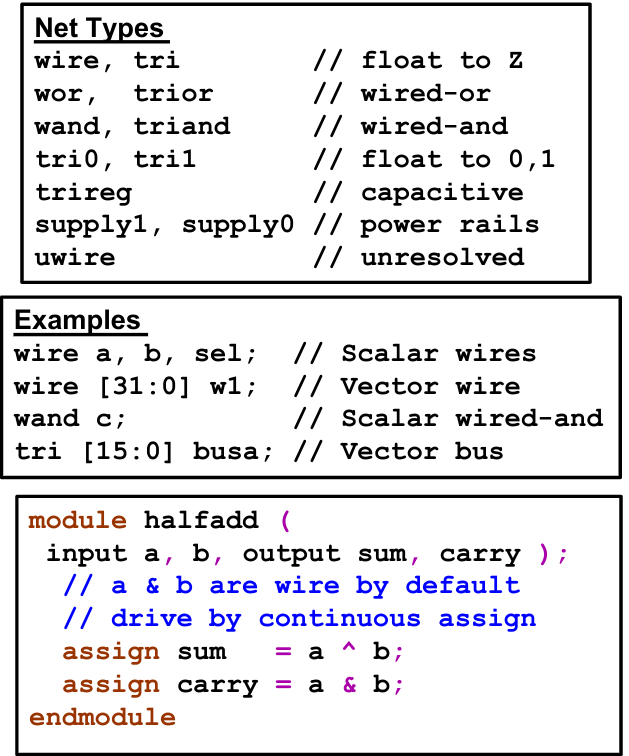 Net Types
wire, tri // float to Z
wor, trior // wired-or
wand, triand // wired-and
tri0, tri1 // float to 0,1
trireg // capacitive
supply1, supply0 // power rails
uwire // unresolved
Examples
wire a, b, sel; // Scalar wires
wire [31:0] w1; // Vector wire
wand c; // Scalar wired-and
tri [15:0] busa; // Vector bus
module halfadd (
input a, b, output sum, carry );
// a & b are wire by default
// drive by continuous assign
assign sum = a ^ b;
assign carry = a & b;
endmodule